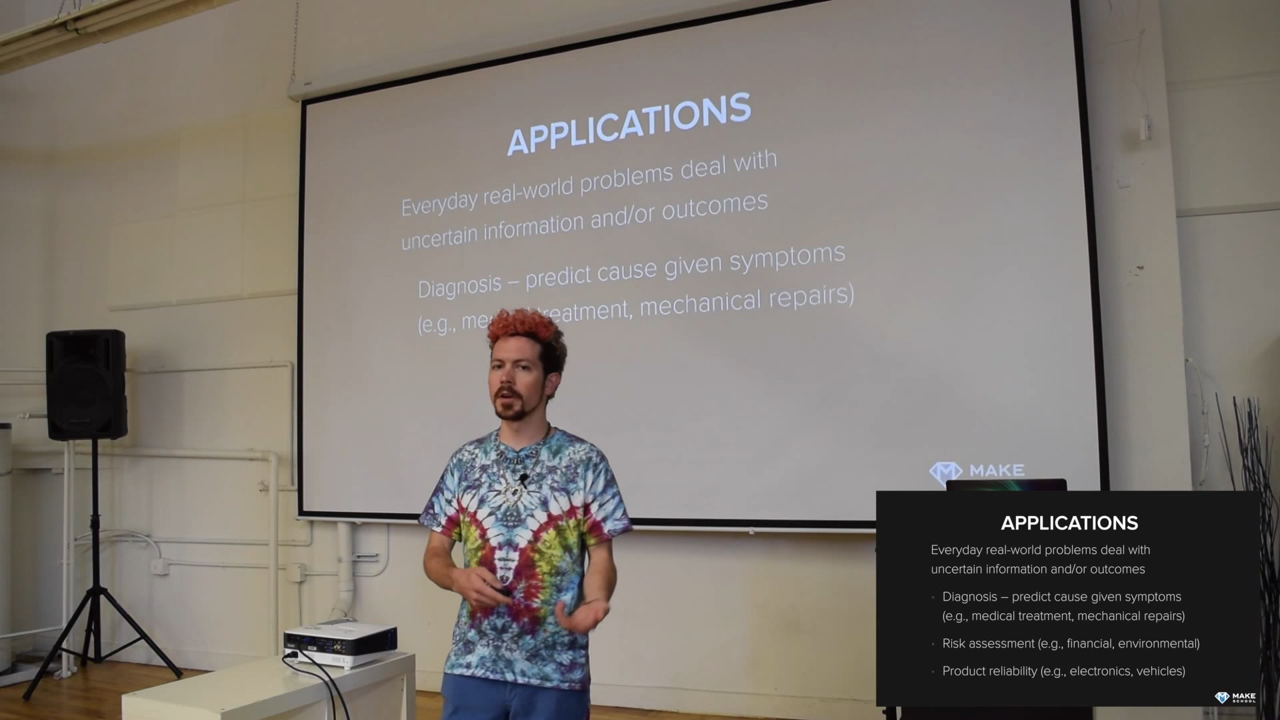 APPLICATIONS
Everyday real-world problems deal with
uncertain information and/or outcomes
Diagnosis – predict cause given symptoms
(e.g., me treatment, mechanical repairs)
MAKE
APPLICATIONS
Everyday real-world problems deal with
uncertain information and/or outcomes
Diagnosis – predict cause given symptoms
(e.g., medical treatment, mechanical repairs)
Risk assessment (e.g., financial, environmental)
Product reliability (e.g., electronics, vehicles)
MAKE
SCHOOL